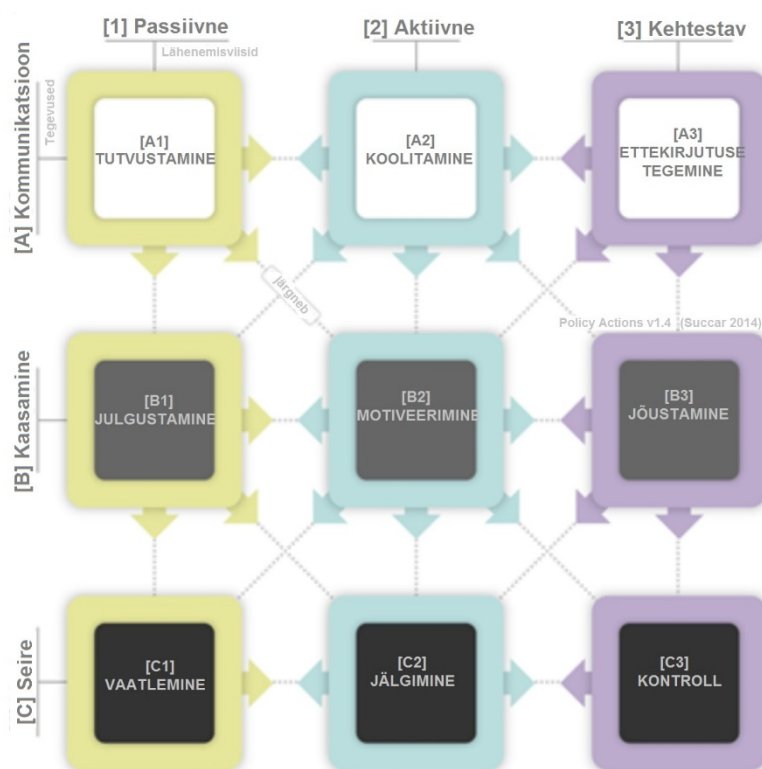 [1] Passiivne
[2] Aktiivne
[3] Kehtestav
Lähenemisviisid
Tegevused
[A] Kommunikatsioon
[A1]
TUTVUSTAMINE
[A2]
KOOLITAMINE
[A3]
ETTEKIRJUTUSE
TEGEMINE
järgneb
Policy Actions v1.4 (Succar 2014)
[B] Kaasamine
[B1]
JULGUSTAMINE
[B2]
MOTIVEERIMINE
[B3]
JÕUSTAMINE
[C] Seire
[C1]
VAATLEMINE
[C2]
JÄLGIMINE
[C3]
KONTROLL